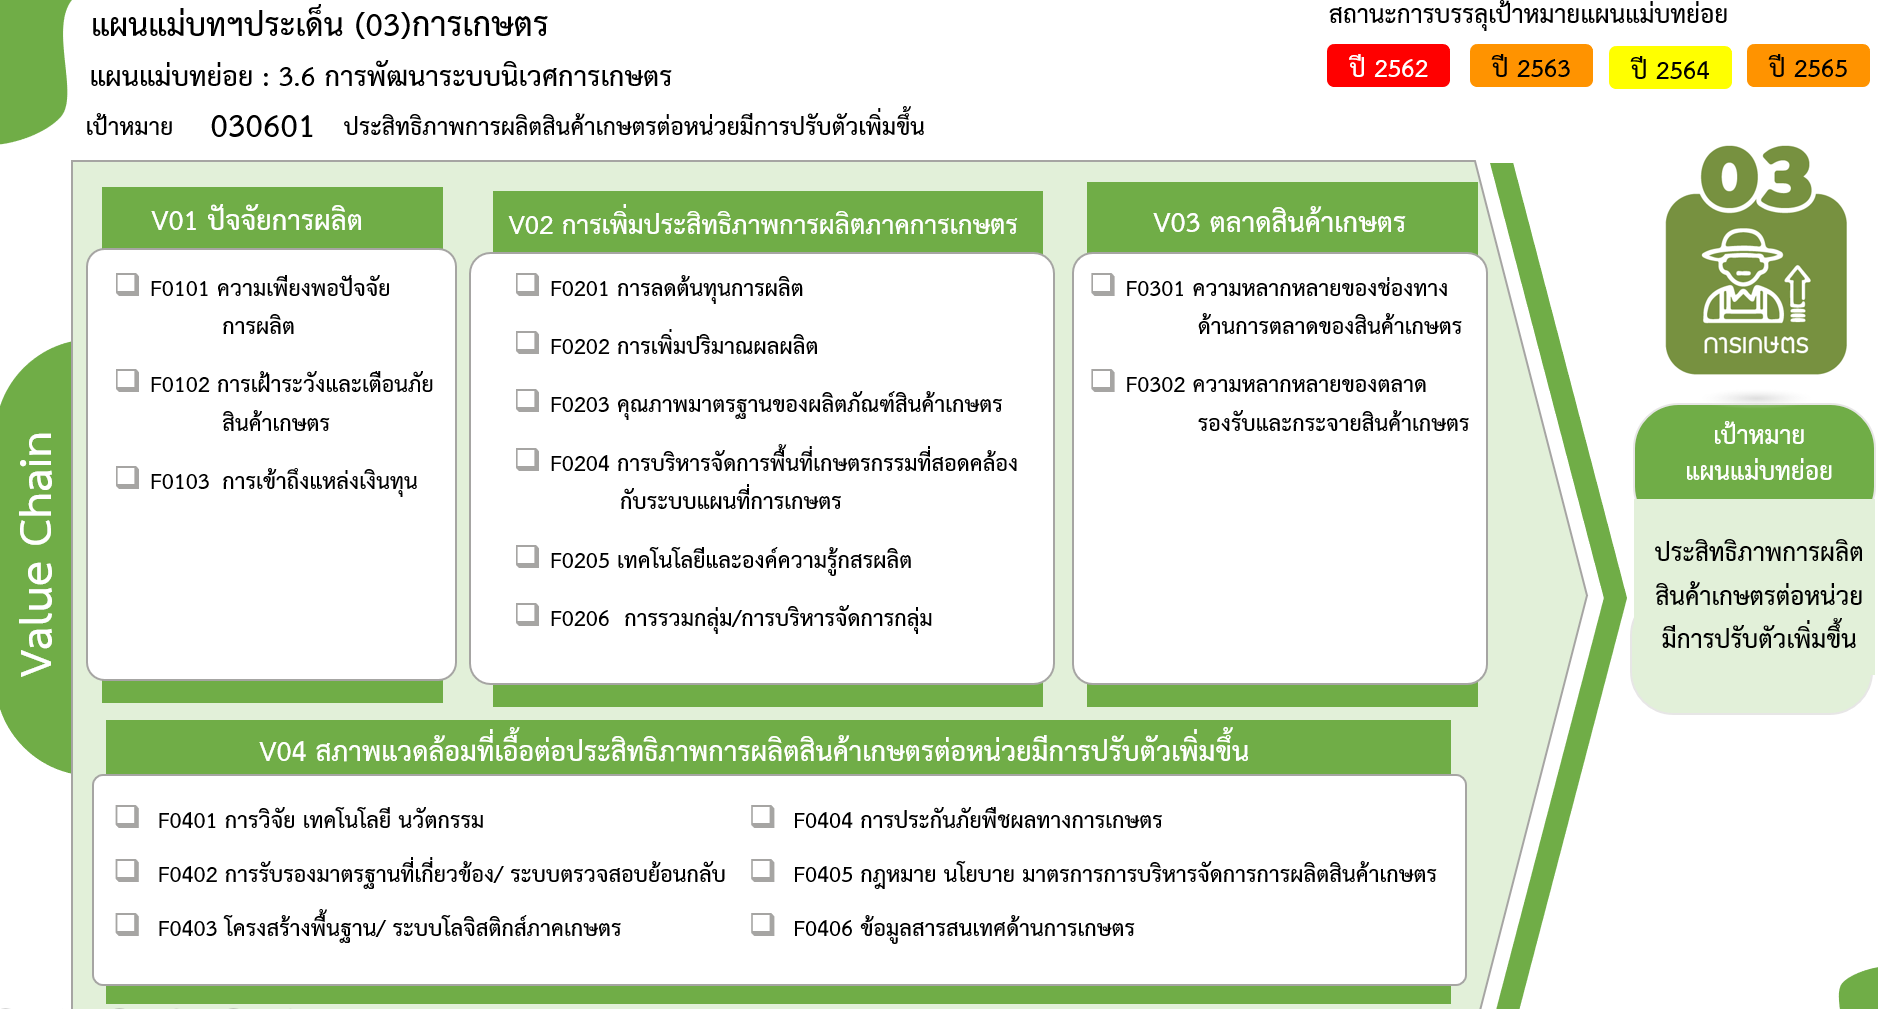 แผนแม่บทฯประเด็น (03)การเกษตร
แผนแม่บทย่อย : 3.6 การพัฒนาระบบนิเวศการเกษตร
เป้าหมาย 030601 ประสิทธิภาพการผลิตสินค้าเกษตรต่อหน่วยมีการปรับตัวเพิ่มขึ้น
สถานะการบรรลุเป้าหมายแผนแม่บทย่อย
ปี 2562 ปี 2563 ปี 2564 ปี 2565
Value Chain
V01 ปัจจัยการผลิต
F0101 ความเพียงพอปัจจัย
การผลิต
F0102 การเฝ้าระวังและเตือนภัย
สินค้าเกษตร
F0103 การเข้าถึงแหล่งเงินทุน
V02 การเพิ่มประสิทธิภาพการผลิตภาคการเกษตร
F0201 การลดต้นทุนการผลิต
F0202 การเพิ่มปริมาณผลผลิต
F0203 คุณภาพมาตรฐานของผลิตภัณฑ์สินค้าเกษตร
F0204 การบริหารจัดการพื้นที่เกษตรกรรมที่สอดคล้อง
กับระบบแผนที่การเกษตร
F0205 เทคโนโลยีและองค์ความรู้กสรผลิต
F0206 การรวมกลุ่ม/การบริหารจัดการกลุ่ม
V03 ตลาดสินค้าเกษตร
F0301 ความหลากหลายของช่องทาง
ด้านการตลาดของสินค้าเกษตร
F0302 ความหลากหลายของตลาด
รองรับและกระจายสินค้าเกษตร
V04 สภาพแวดล้อมที่เอื้อต่อประสิทธิภาพการผลิตสินค้าเกษตรต่อหน่วยมีการปรับตัวเพิ่มขึ้น
F0401 การวิจัย เทคโนโลยี นวัตกรรม
F0402 การรับรองมาตรฐานที่เกี่ยวข้อง/ ระบบตรวจสอบย้อนกลับ
F0403 โครงสร้างพื้นฐาน/ ระบบโลจิสติกส์ภาคเกษตร
F0404 การประกันภัยพืชผลทางการเกษตร
F0405 กฎหมาย นโยบาย มาตรการการบริหารจัดการการผลิตสินค้าเกษตร
F0406 ข้อมูลสารสนเทศด้านการเกษตร
03
การเกษตร
เป้าหมาย
แผนแม่บทย่อย
ประสิทธิภาพการผลิต
สินค้าเกษตรต่อหน่วย
มีการปรับตัวเพิ่มขึ้น